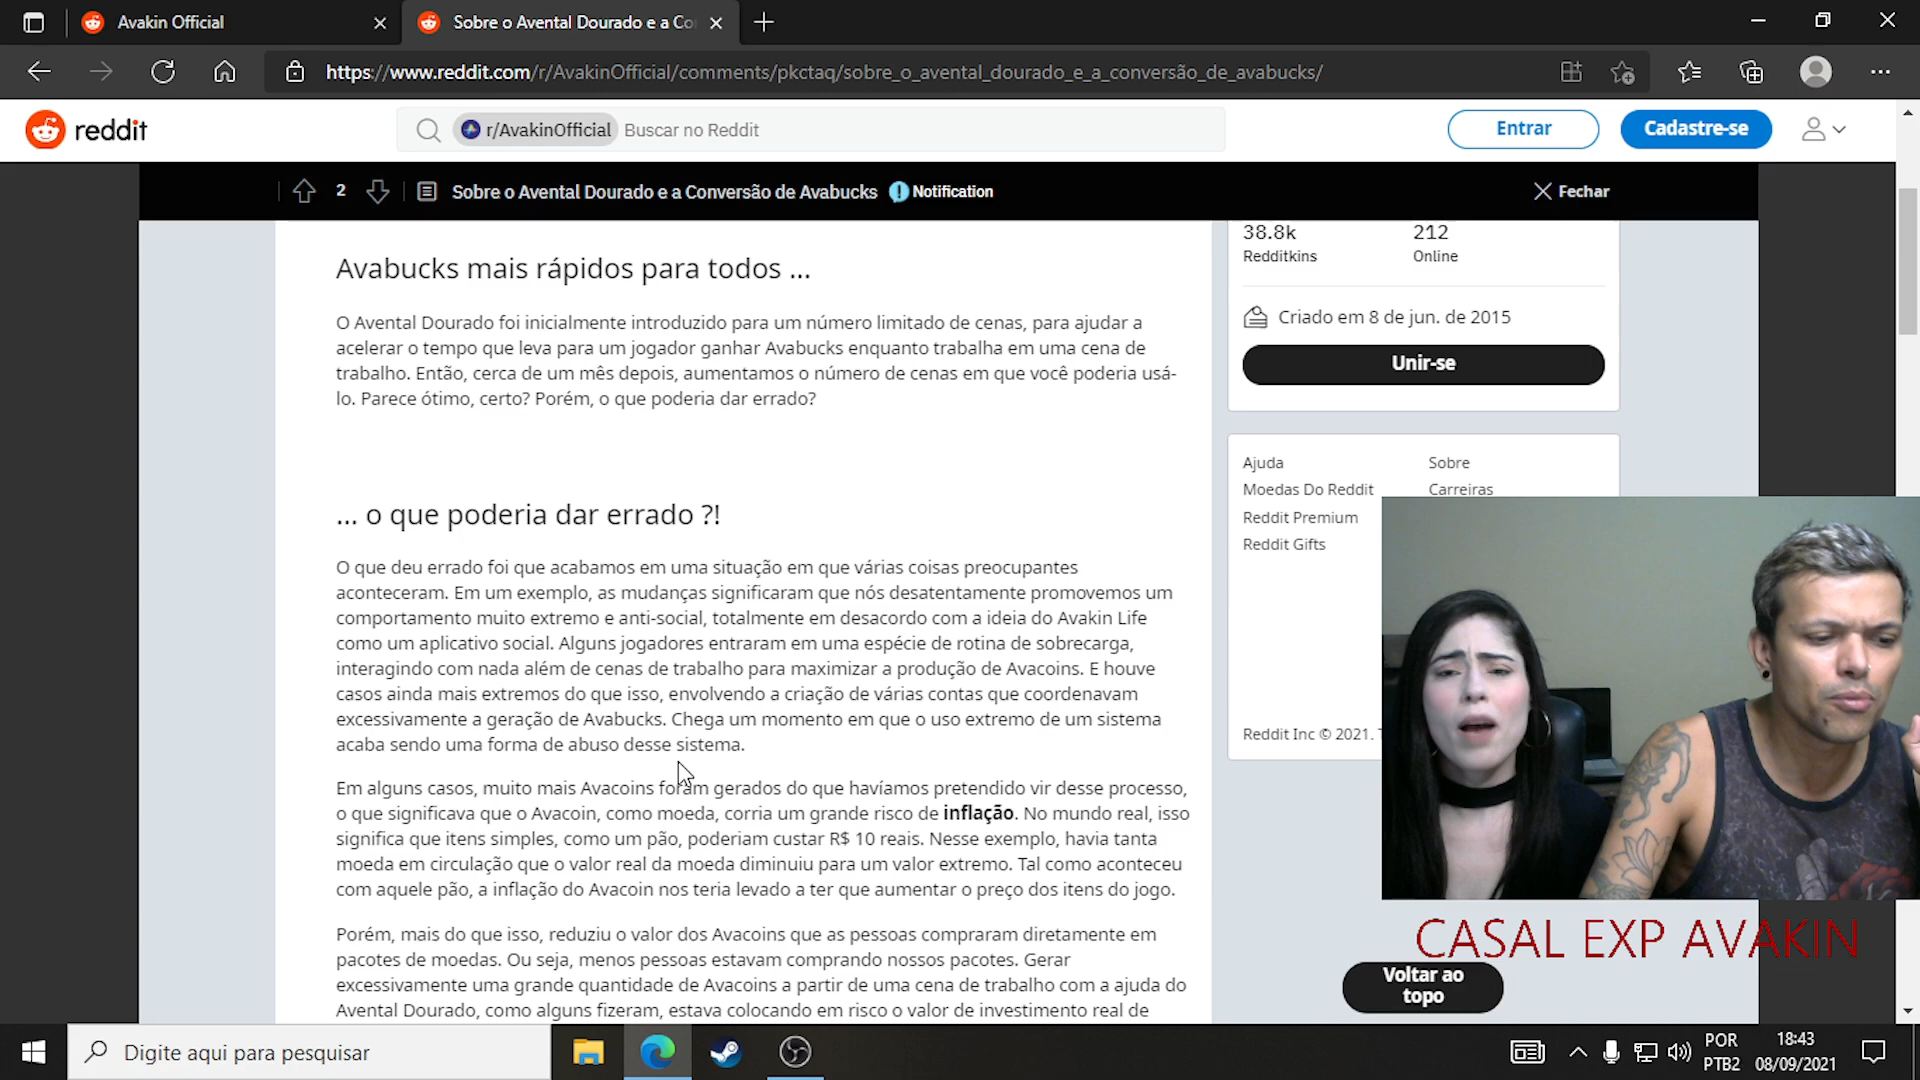 Avakin Official
Sobre o Avental Dourado e a Co
https://www.reddit.com/r/AvakinOfficial/comments/pkctaq/sobre_o_avental_dourado_e_a_conversão_de_avabucks/
reddit
r/AvakinOfficial Buscar no Reddit
Entrar
Cadastre-se
2
Sobre o Avental Dourado e a Conversão de Avabucks
Notification
Fechar
Avabucks mais rápidos para todos ...
O Avental Dourado foi inicialmente introduzido para um número limitado de cenas, para ajudar a
acelerar o tempo que leva para um jogador ganhar Avabucks enquanto trabalha em uma cena de
trabalho. Então, cerca de um mês depois, aumentamos o número de cenas em que você poderia usá-
lo. Parece ótimo, certo? Porém, o que poderia dar errado?
... o que poderia dar errado ?!
O que deu errado foi que acabamos em uma situação em que várias coisas preocupantes
aconteceram. Em um exemplo, as mudanças significaram que nós desatentamente promovemos um
comportamento muito extremo e anti-social, totalmente em desacordo com a ideia do Avakin Life
como um aplicativo social. Alguns jogadores entraram em uma espécie de rotina de sobrecarga,
interagindo com nada além de cenas de trabalho para maximizar a produção de Avacoins. E houve
casos ainda mais extremos do que isso, envolvendo a criação de várias contas que coordenavam
excessivamente a geração de Avabucks. Chega um momento em que o uso extremo de um sistema
acaba sendo uma forma de abuso desse sistema.
Em alguns casos, muito mais Avacoins foram gerados do que havíamos pretendido vir desse processo,
o que significava que o Avacoin, como moeda, corria um grande risco de inflação. No mundo real, isso
significa que itens simples, como um pão, poderiam custar R$ 10 reais. Nesse exemplo, havia tanta
moeda em circulação que o valor real da moeda diminuiu para um valor extremo. Tal como aconteceu
com aquele pão, a inflação do Avacoin nos teria levado a ter que aumentar o preço dos itens do jogo.
Porém, mais do que isso, reduziu o valor dos Avacoins que as pessoas compraram diretamente em
pacotes de moedas. Ou seja, menos pessoas estavam comprando nossos pacotes. Gerar
excessivamente uma grande quantidade de Avacoins a partir de uma cena de trabalho com a ajuda do
Avental Dourado, como alguns fizeram, estava colocando em risco o valor de investimento real de
38.8k
212
Redditkins
Online
Criado em 8 de jun. de 2015
Unir-se
Ajuda
Sobre
Moedas Do Reddit
Carreiras
Reddit Premium
Reddit Gifts
Reddit Inc © 2021. T
CASAL EXP AVAKIN
Voltar ao
topo
Digite aqui para pesquisar
POR
PTB2
18:43
08/09/2021